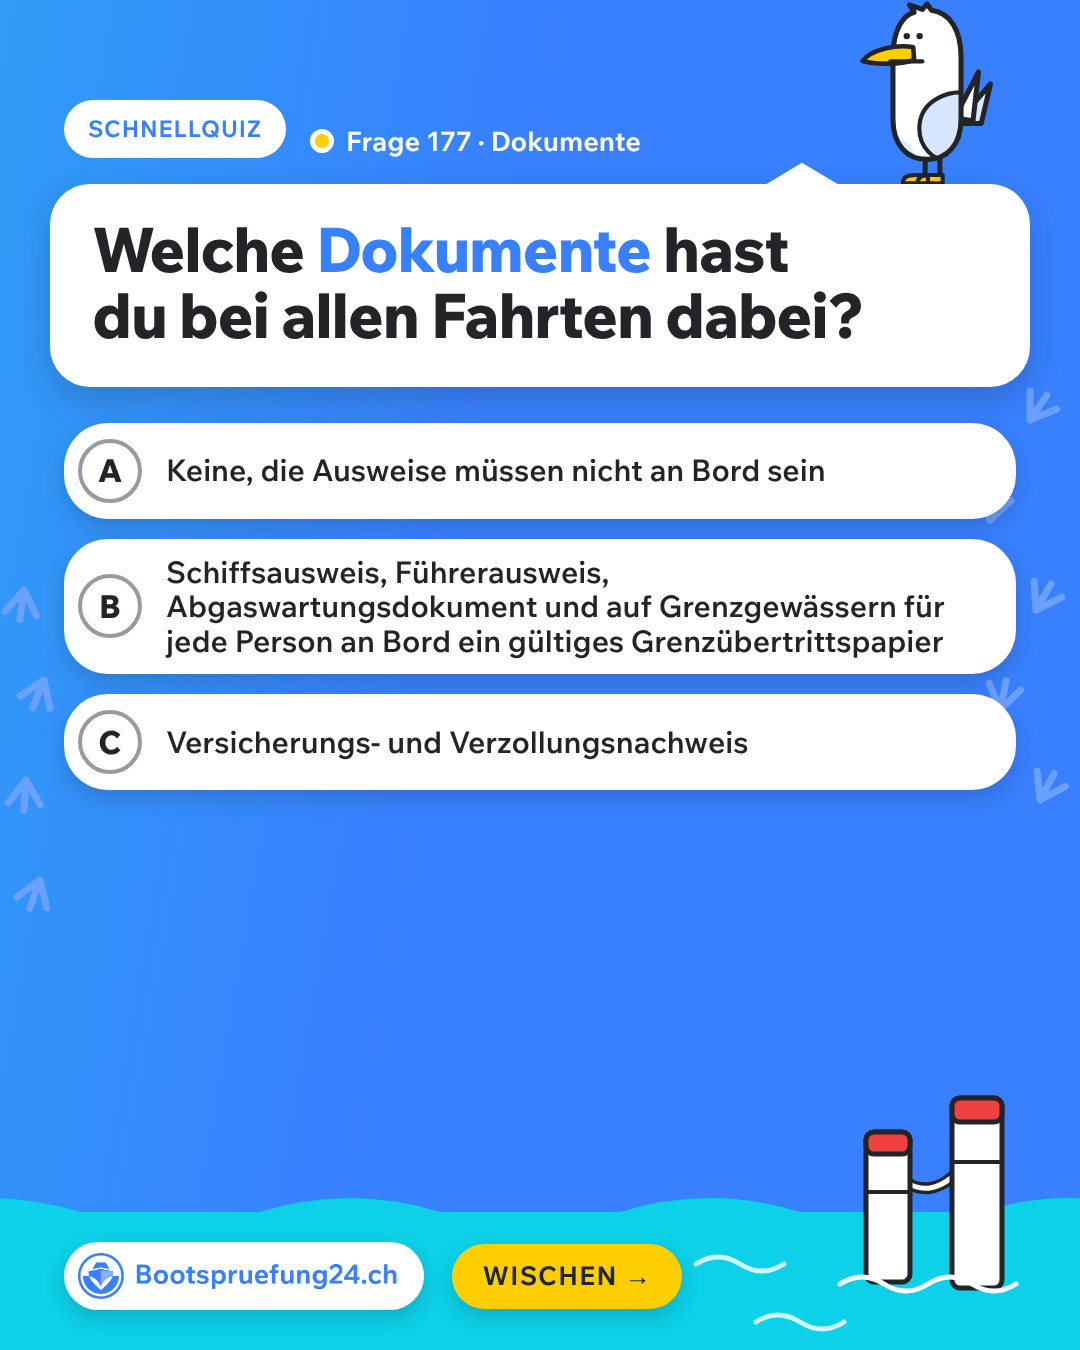 SCHNELLQUIZ
Frage 177 · Dokumente
Welche Dokumente hast
du bei allen Fahrten dabei?
A
Keine, die Ausweise müssen nicht an Bord sein
B
Schiffsausweis, Führerausweis,
Abgaswartungsdokument und auf Grenzgewässern für
jede Person an Bord ein gültiges Grenzübertrittspapier
C
Versicherungs- und Verzollungsnachweis
Bootspruefung24.ch
WISCHEN →